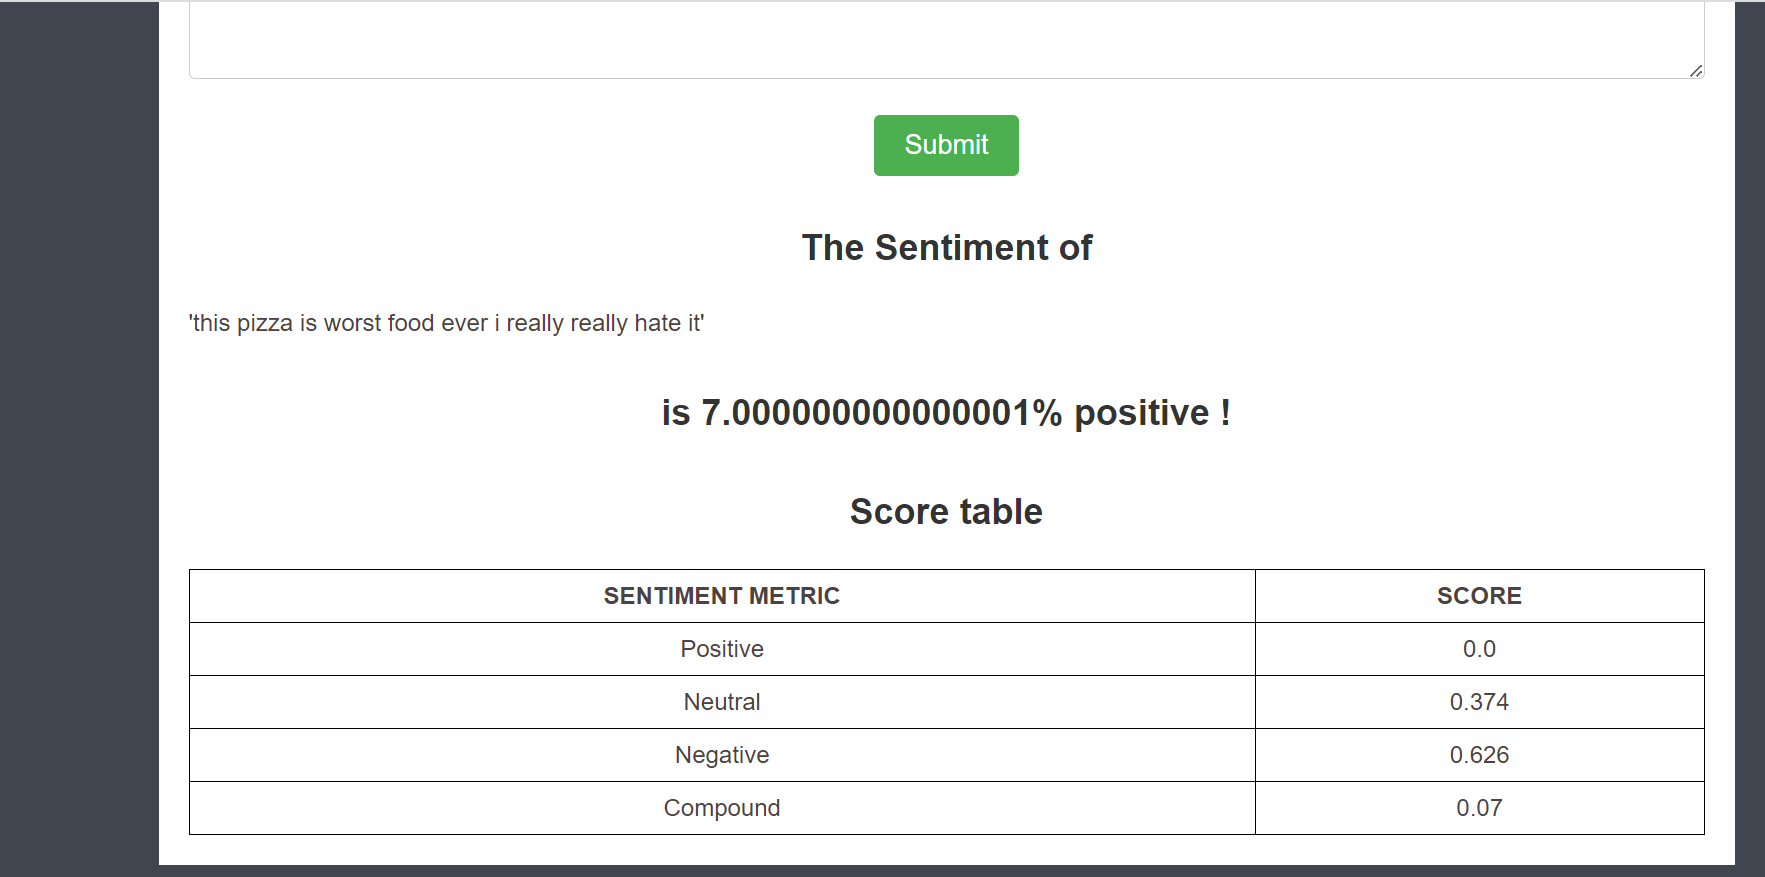 Submit
The Sentiment of
'this pizza is worst food ever i really really hate it'
is 7.000000000000001% positive !
Score table
SENTIMENT METRIC SCORE
Positive 0.0
Neutral 0.374
Negative 0.626
Compound 0.07